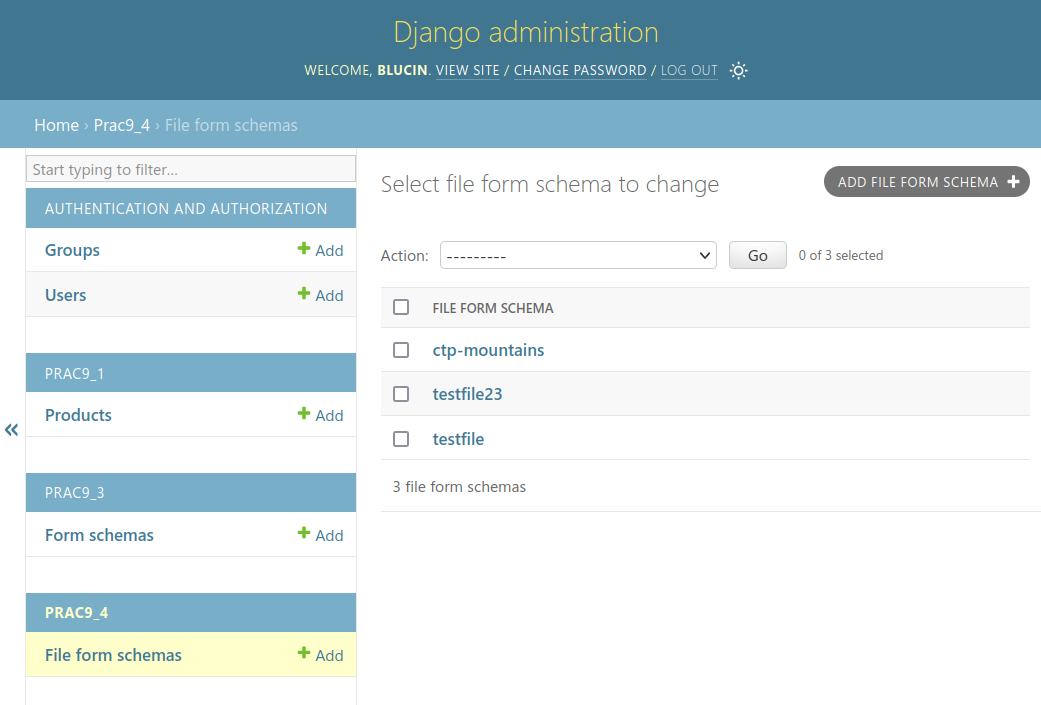 Django administration
WELCOME, BLUCIN. VIEW SITE / CHANGE PASSWORD / LOG OUT
Home › Prac9_4 › File form schemas
Start typing to filter...
AUTHENTICATION AND AUTHORIZATION
Groups + Add
Users + Add
PRAC9_1
Products + Add
«
PRAC9_3
Form schemas + Add
PRAC9_4
File form schemas + Add
Select file form schema to change
ADD FILE FORM SCHEMA +
Action: --------- Go 0 of 3 selected
FILE FORM SCHEMA
ctp-mountains
testfile23
testfile
3 file form schemas